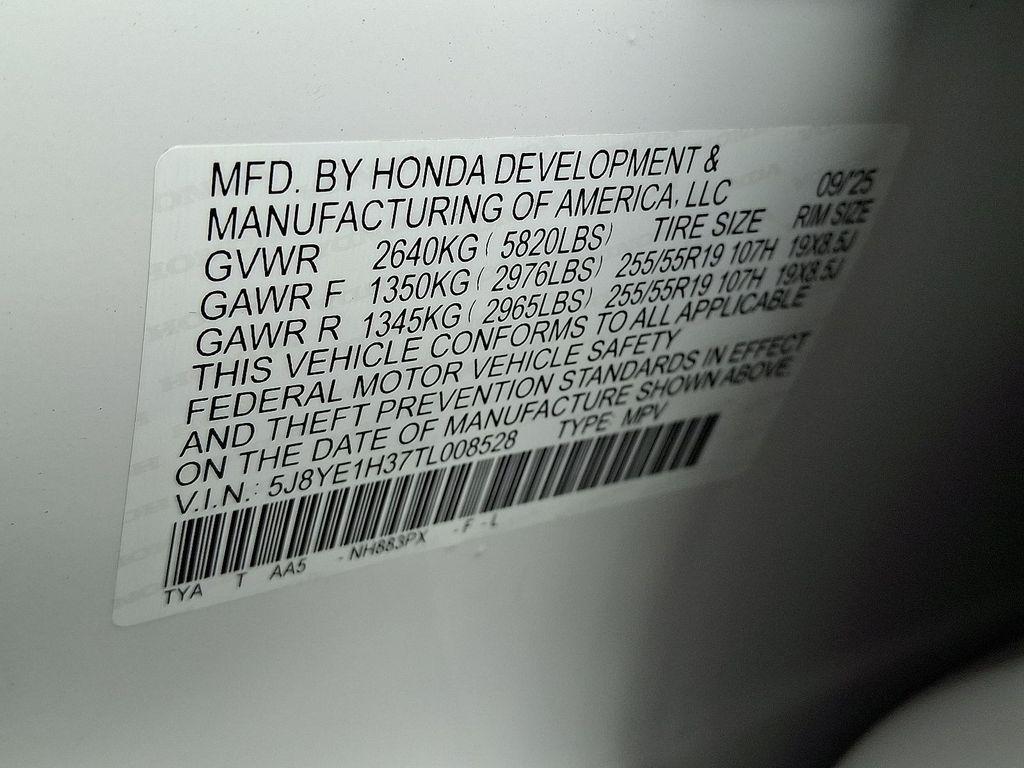 MFD. BY HONDA DEVELOPMENT &
MANUFACTURING OF AMERICA, LLC 09/'25
GVWR 2640KG ( 5820LBS) TIRE SIZE RIM SIZE
GAWR F 1350KG ( 2976LBS) 255/55R19 107H 19X8.5J
GAWR R 1345KG ( 2965LBS) 255/55R19 107H 19X8.5J
THIS VEHICLE CONFORMS TO ALL APPLICABLE
FEDERAL MOTOR VEHICLE SAFETY
AND THEFT PREVENTION STANDARDS IN EFFECT
ON THE DATE OF MANUFACTURE SHOWN ABOVE
V.I.N.: 5J8YE1H37TL008528 TYPE: MPV
TYA T AA5 -NH883PX -F -L